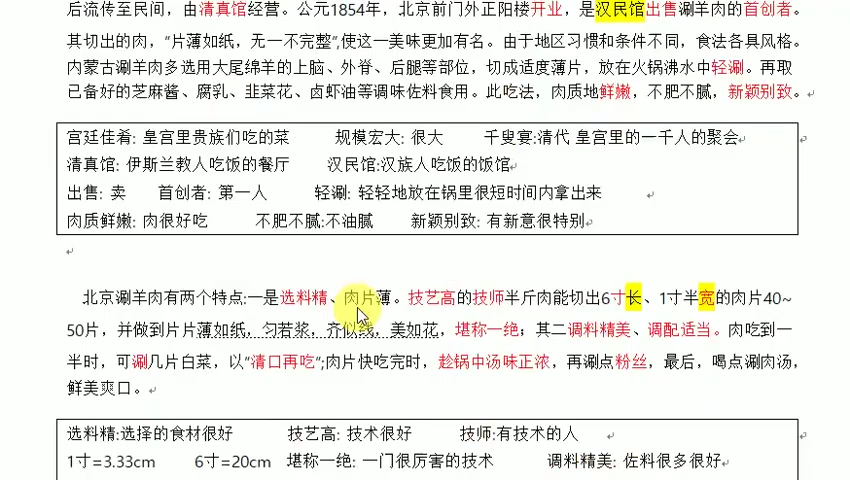 后流传至民间，由清真馆经营。公元1854年，北京前门外正阳楼开业，是汉民馆出售涮羊肉的首创者。
其切出的肉，“片薄如纸，无一不完整”,使这一美味更加有名。由于地区习惯和条件不同，食法各具风格。
内蒙古涮羊肉多选用大尾绵羊的上脑、外脊、后腿等部位，切成适度薄片，放在火锅沸水中轻涮。再取
已备好的芝麻酱、腐乳、韭菜花、卤虾油等调味佐料食用。此吃法，肉质地鲜嫩，不肥不腻，新颖别致。
宫廷佳肴: 皇宫里贵族们吃的菜 规模宏大: 很大 千叟宴:清代 皇宫里的一千人的聚会
清真馆: 伊斯兰教人吃饭的餐厅 汉民馆:汉族人吃饭的饭馆
出售: 卖 首创者: 第一人 轻涮: 轻轻地放在锅里很短时间内拿出来
肉质鲜嫩: 肉很好吃 不肥不腻:不油腻 新颖别致: 有新意很特别
北京涮羊肉有两个特点:一是选料精、肉片薄。技艺高的技师半斤肉能切出6寸长、1寸半宽的肉片40~
50片，并做到片片薄如纸，匀若浆，齐似线，美如花，堪称一绝；其二调料精美、调配适当。肉吃到一
半时，可涮几片白菜，以“清口再吃”;肉片快吃完时，趁锅中汤味正浓，再涮点粉丝，最后，喝点涮肉汤，
鲜美爽口。
选料精:选择的食材很好 技艺高: 技术很好 技师:有技术的人
1寸=3.33cm 6寸=20cm 堪称一绝: 一门很厉害的技术 调料精美: 佐料很多很好